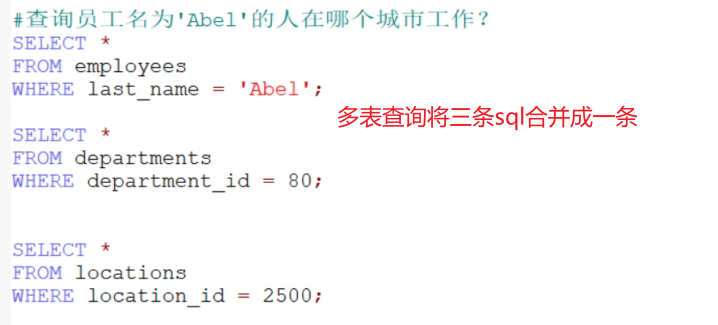 #查询员工名为'Abel'的人在哪个城市工作？
SELECT *
FROM employees
WHERE last_name = 'Abel';
多表查询将三条sql合并成一条
SELECT *
FROM departments
WHERE department_id = 80;
SELECT *
FROM locations
WHERE location_id = 2500;